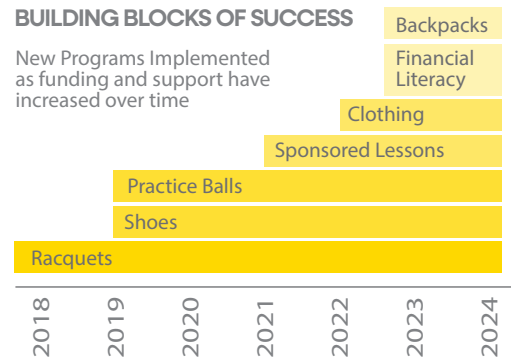 BUILDING BLOCKS OF SUCCESS
New Programs Implemented
as funding and support have
increased over time
Backpacks
Financial
Literacy
Clothing
Sponsored Lessons
Practice Balls
Shoes
Racquets
2018
2019
2020
2021
2022
2023
2024